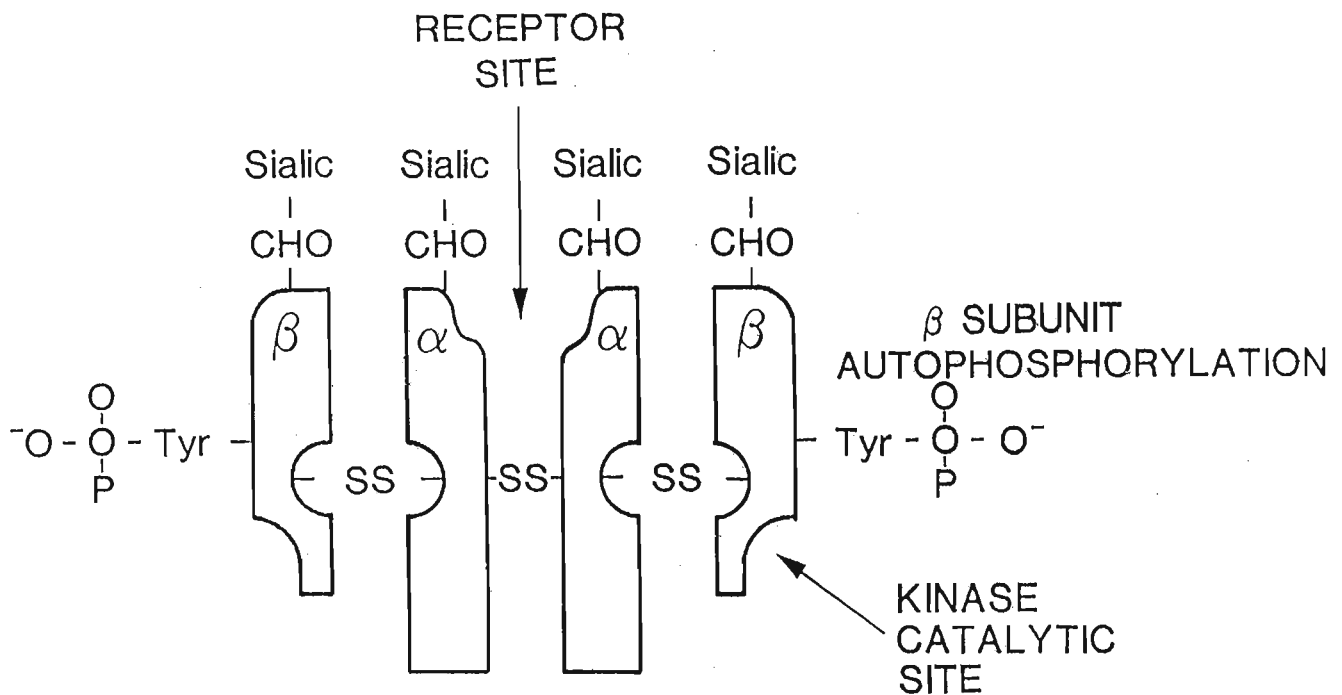 RECEPTOR
SITE
Sialic Sialic Sialic Sialic
CHO CHO CHO CHO
β α α β
β SUBUNIT
AUTOPHOSPHORYLATION
O O
⁻O - O - Tyr Tyr - O - O⁻
P P
SS -SS- SS
KINASE
CATALYTIC
SITE